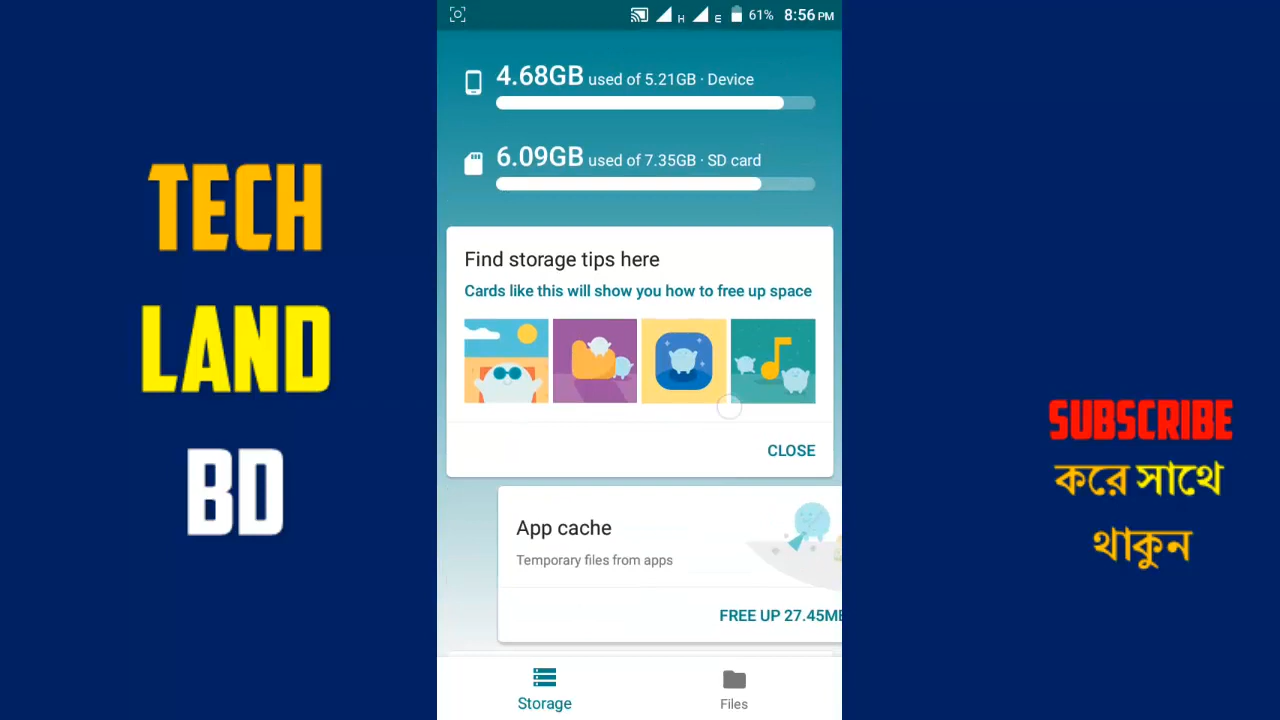 H E 61% 8:56 PM
4.68GB used of 5.21GB · Device
6.09GB used of 7.35GB · SD card
Find storage tips here
Cards like this will show you how to free up space
CLOSE
App cache
Temporary files from apps
FREE UP 27.45MB
Storage
Files
TECH
LAND
BD
SUBSCRIBE
করে সাথে
থাকুন